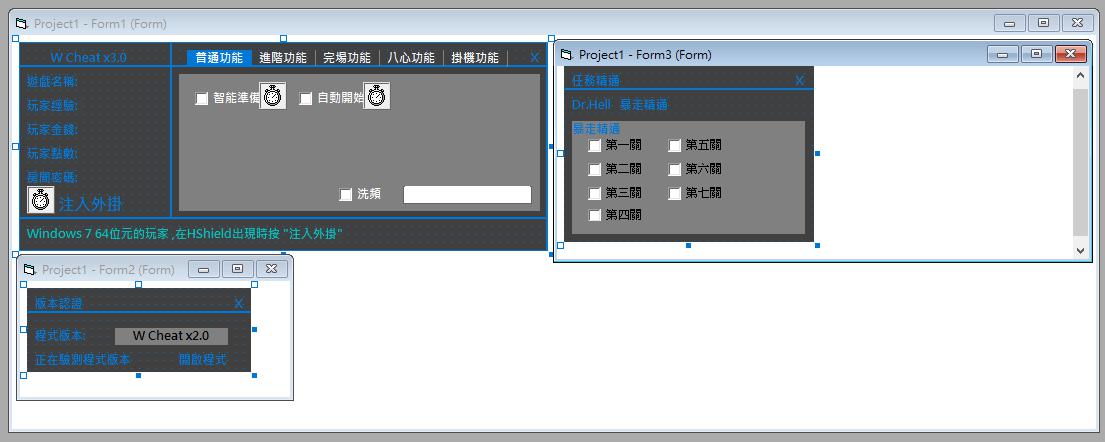 Project1 - Form1 (Form)
W Cheat x3.0
普通功能 進階功能 完場功能 八心功能 掛機功能 X
遊戲名稱:
玩家經驗:
玩家金錢:
玩家點數:
房間密碼:
注入外掛
智能準備 自動開始
洗頻
Windows 7 64位元的玩家 ,在HShield出現時按 "注入外掛"
Project1 - Form3 (Form)
任務精通 X
Dr.Hell 暴走精通
暴走精通
第一關 第五關
第二關 第六關
第三關 第七關
第四關
Project1 - Form2 (Form)
版本認證 X
程式版本: W Cheat x2.0
正在驗測程式版本 開啟程式